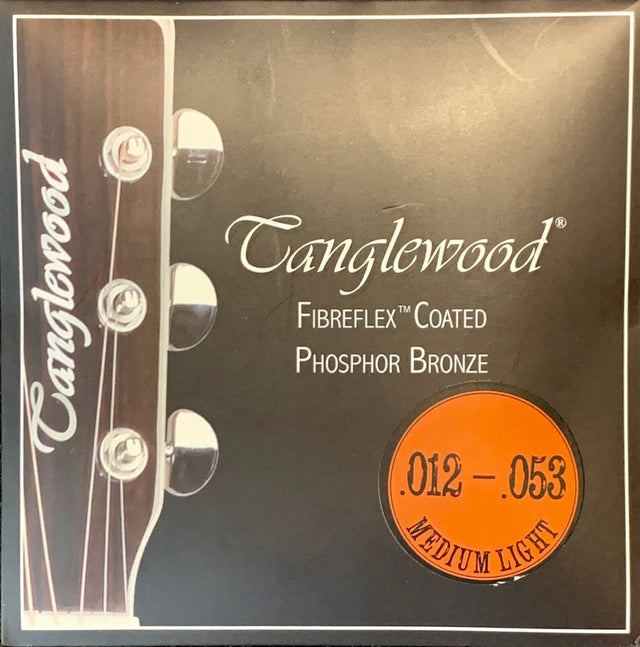 Tanglewood
Tanglewood®
FIBREFLEX™ COATED
PHOSPHOR BRONZE
.012 – .053
MEDIUM LIGHT